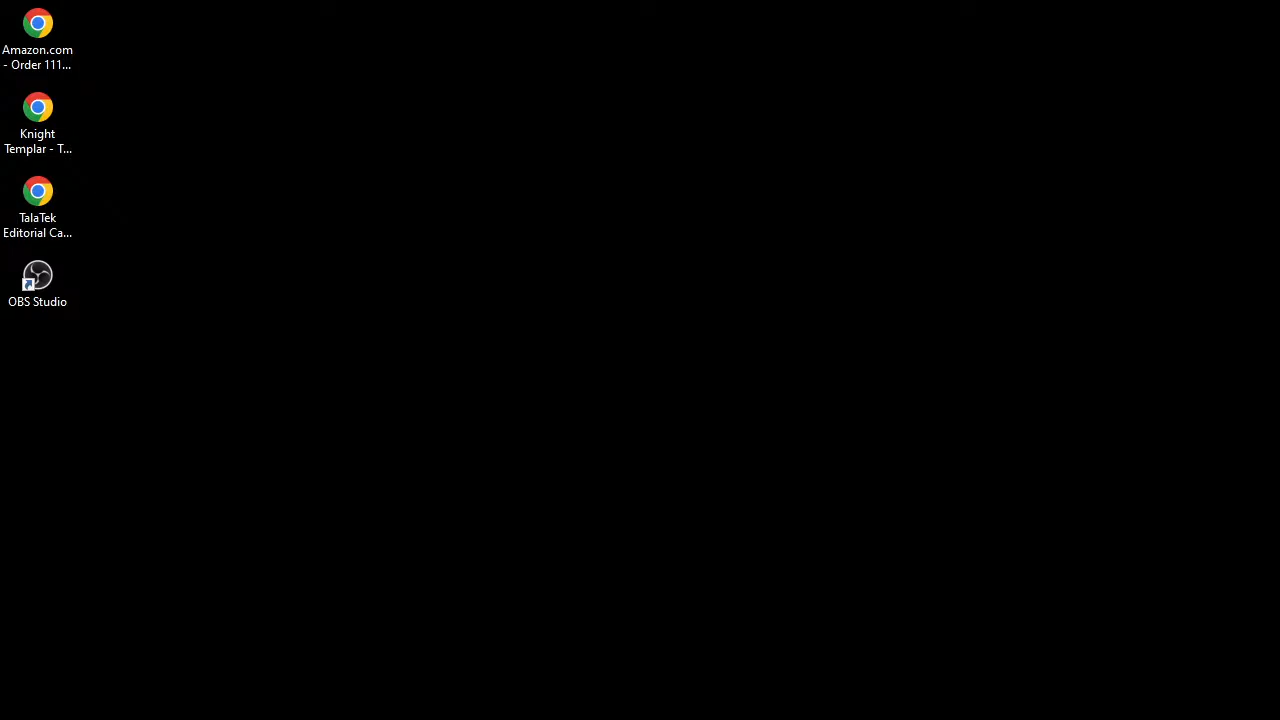 Amazon.com
- Order 111...
Knight
Templar - T...
TalaTek
Editorial Ca...
OBS Studio